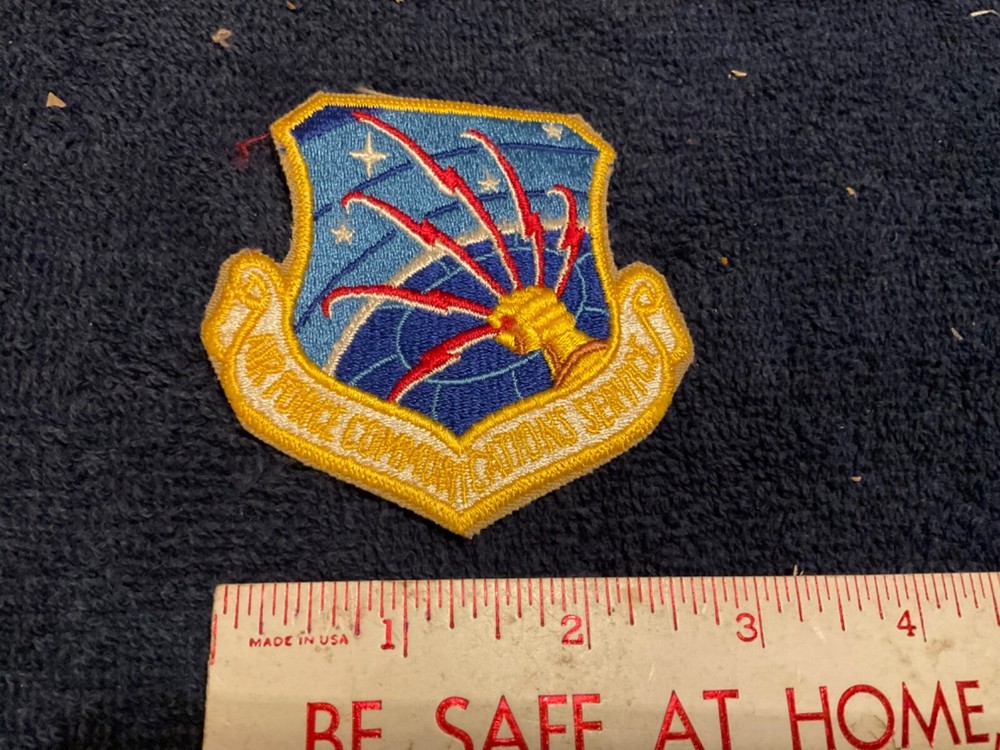 AIR FORCE COMMUNICATIONS SERVICE
1 2 3 4
MADE IN USA
BE SAFE AT HOME